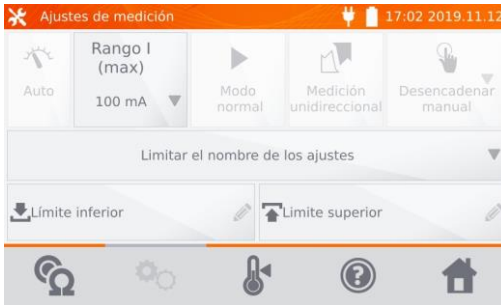 Ajustes de medición
17:02 2019.11.12
Auto
Rango I
(max)
100 mA
Modo
normal
Medición
unidireccional
Desencadenar
manual
Limitar el nombre de los ajustes
Límite inferior
Limite superior